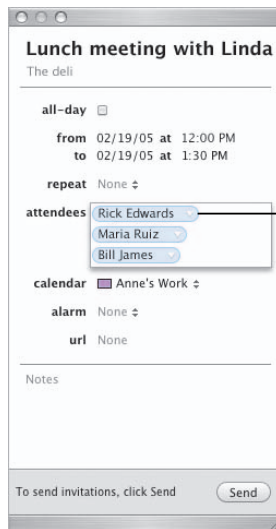 Lunch meeting with Linda
The deli
all-day
from 02/19/05 at 12:00 PM
to 02/19/05 at 1:30 PM
repeat None
attendees Rick Edwards
Maria Ruiz
Bill James
calendar Anne's Work
alarm None
url None
Notes
To send invitations, click Send Send